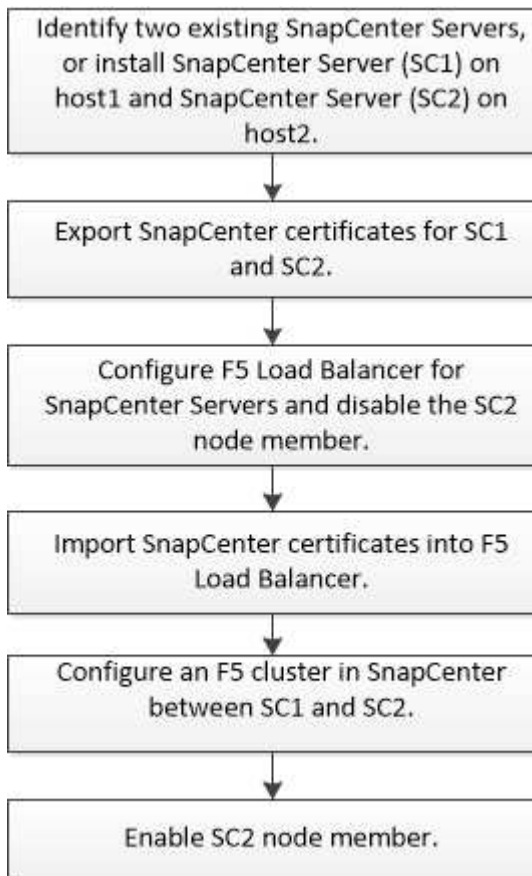 Identify two existing SnapCenter Servers,
or install SnapCenter Server (SC1) on
host1 and SnapCenter Server (SC2) on
host2.
Export SnapCenter certificates for SC1
and SC2.
Configure F5 Load Balancer for
SnapCenter Servers and disable the SC2
node member.
Import SnapCenter certificates into F5
Load Balancer.
Configure an F5 cluster in SnapCenter
between SC1 and SC2.
Enable SC2 node member.